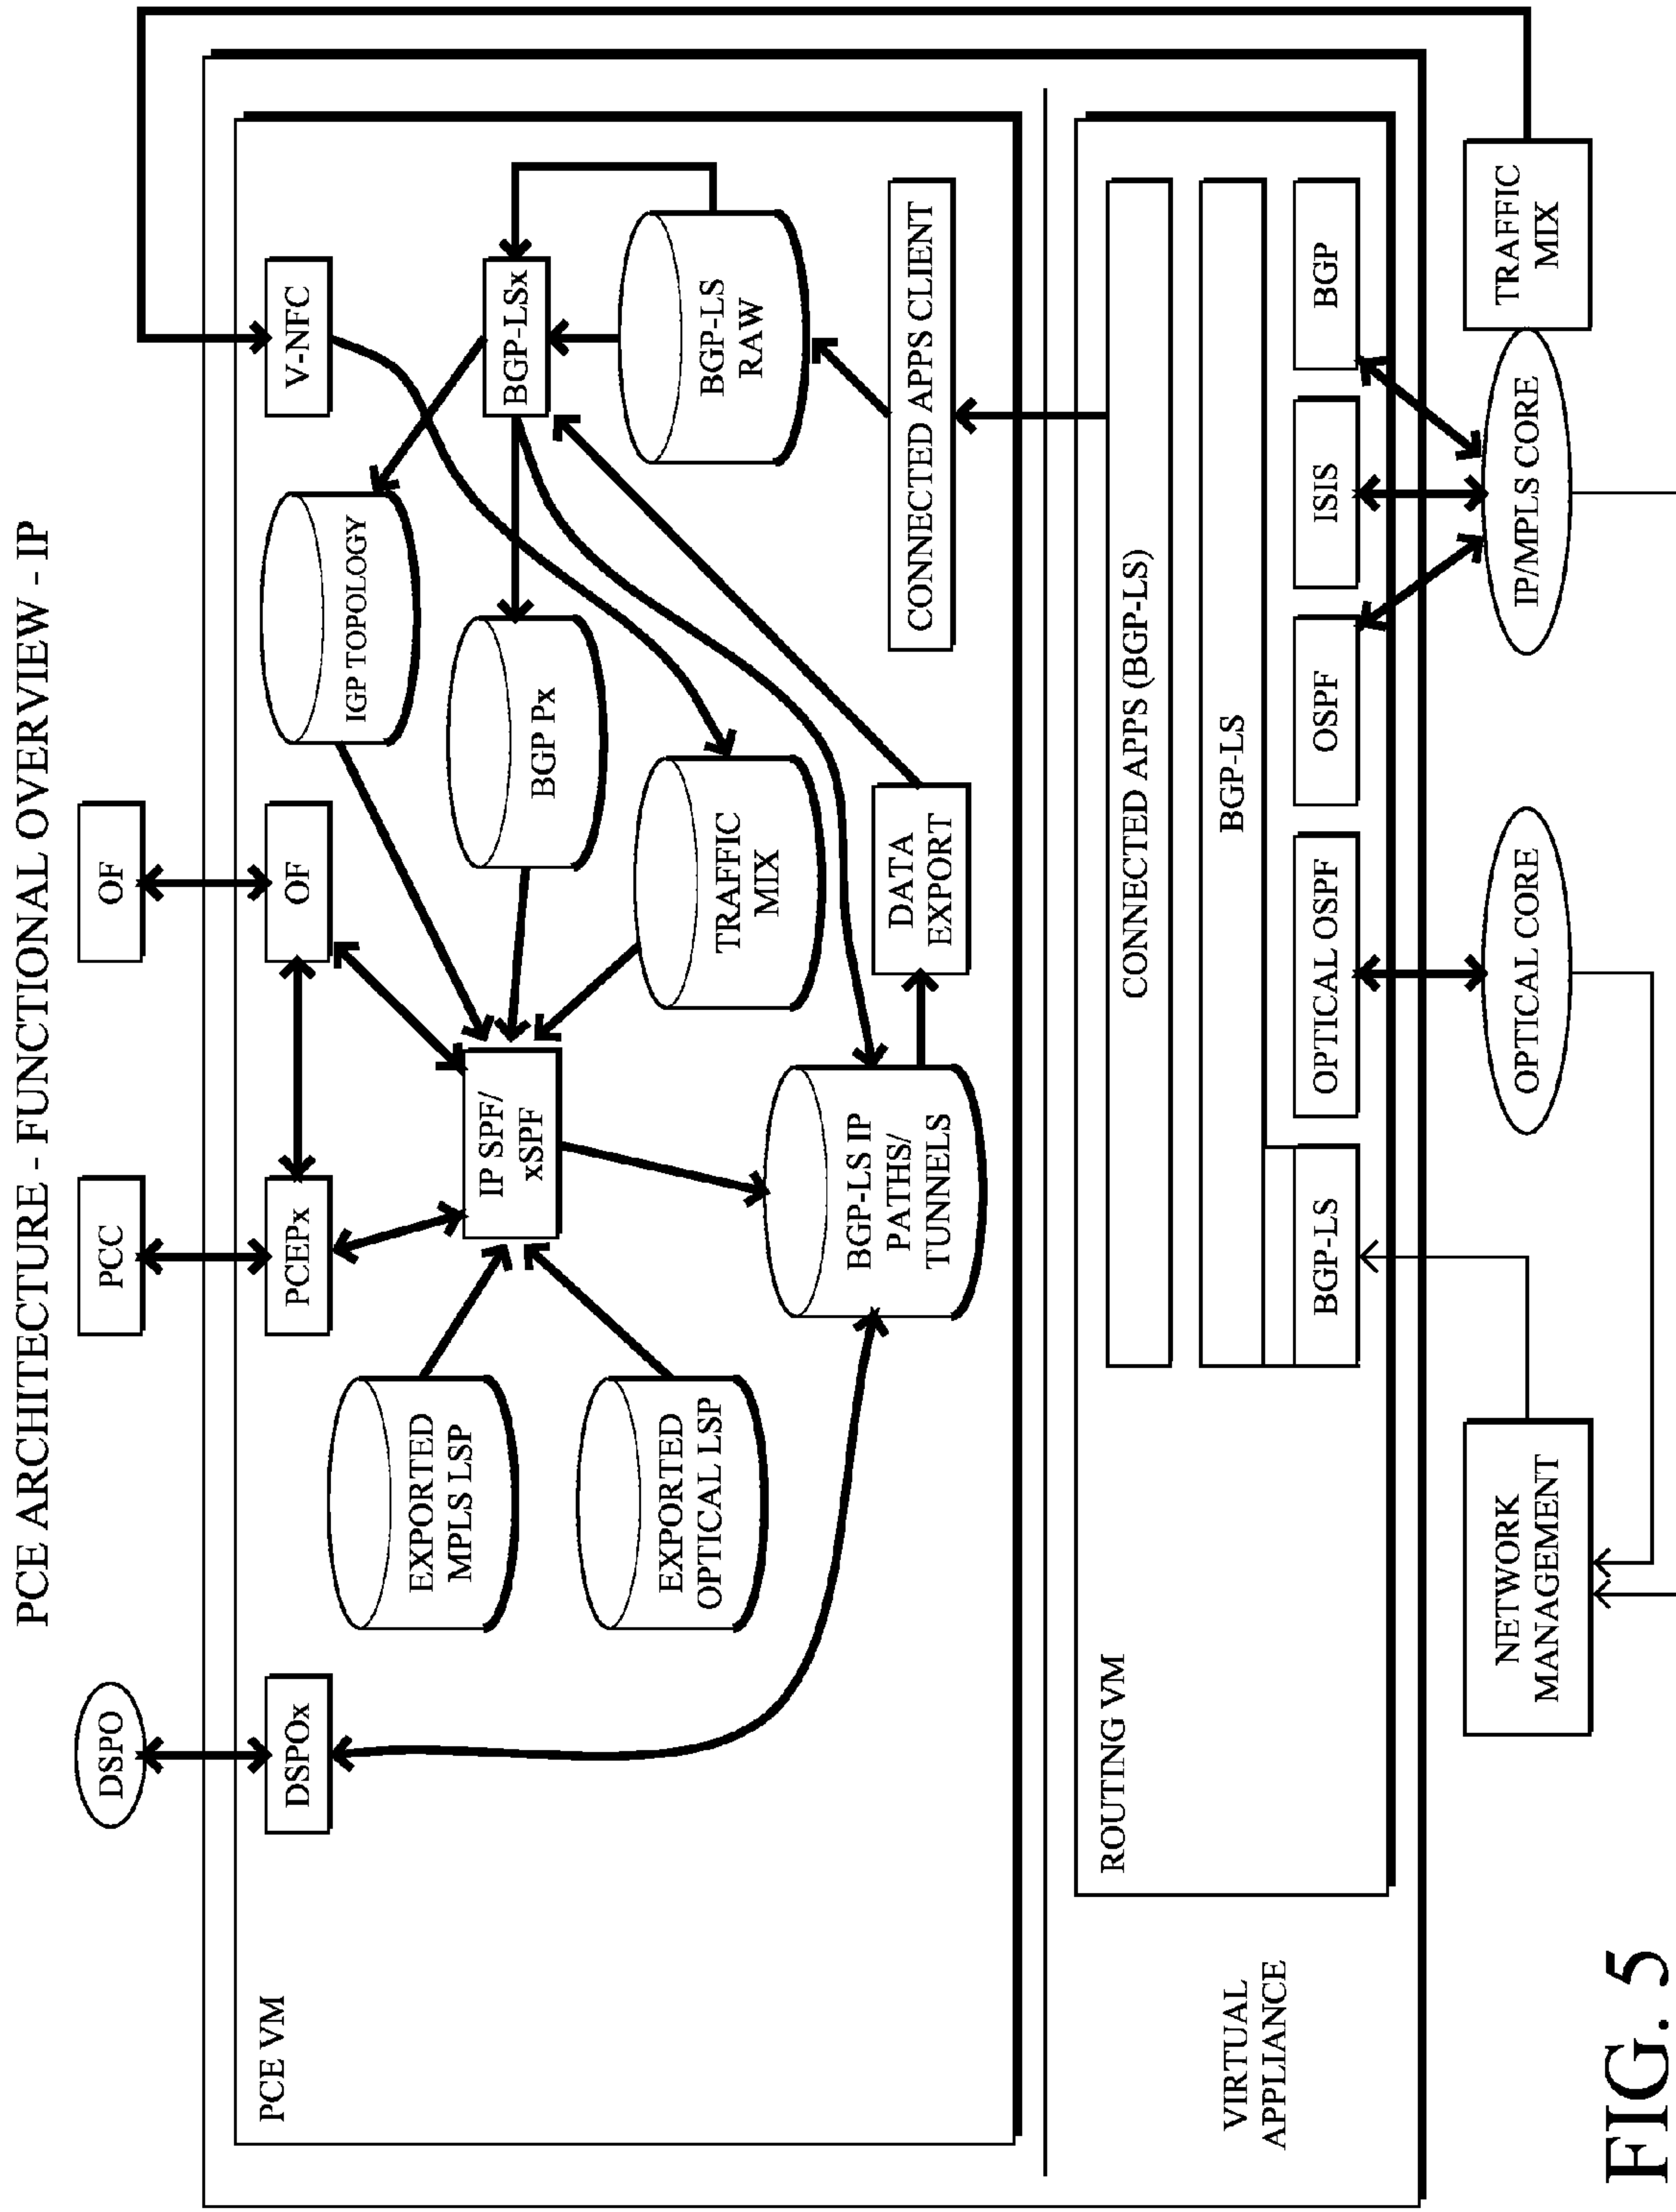 PCE ARCHITECTURE - FUNCTIONAL OVERVIEW - IP
DSPO
PCC
OF
PCE VM
DSPOx
PCEPx
OF
V-NFC
EXPORTED
MPLS LSP
IGP TOPOLOGY
IP SPF/
xSPF
BGP Px
BGP-LSx
EXPORTED
OPTICAL LSP
TRAFFIC
MIX
BGP-LS
RAW
BGP-LS IP
PATHS/
TUNNELS
DATA
EXPORT
CONNECTED APPS CLIENT
VIRTUAL
APPLIANCE
ROUTING VM
CONNECTED APPS (BGP-LS)
BGP-LS
BGP-LS
OPTICAL OSPF
OSPF
ISIS
BGP
NETWORK
MANAGEMENT
OPTICAL CORE
IP/MPLS CORE
TRAFFIC
MIX
FIG. 5